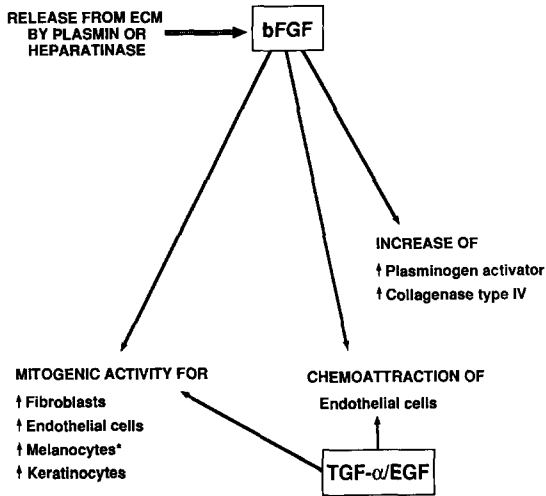 RELEASE FROM ECM
BY PLASMIN OR
HEPARATINASE
bFGF
INCREASE OF
↑ Plasminogen activator
↑ Collagenase type IV
MITOGENIC ACTIVITY FOR
↑ Fibroblasts
↑ Endothelial cells
↑ Melanocytes*
↑ Keratinocytes
CHEMOATTRACTION OF
Endothelial cells
TGF-α/EGF